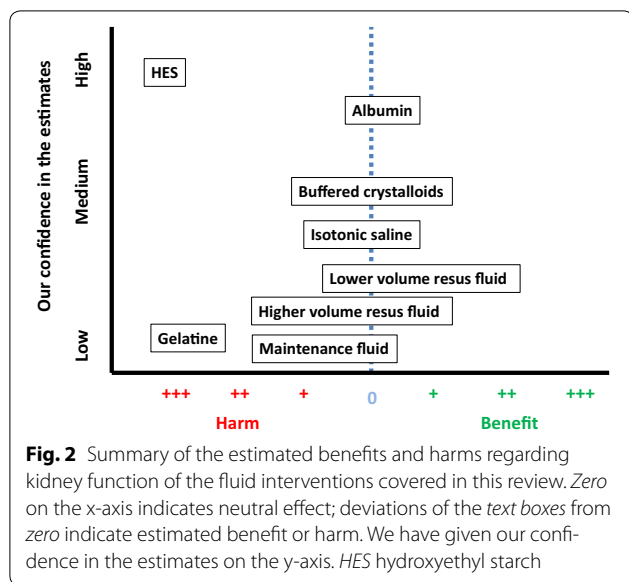 Our confidence in the estimates
High
Medium
Low
HES
Albumin
Buffered crystalloids
Isotonic saline
Lower volume resus fluid
Higher volume resus fluid
Gelatine
Maintenance fluid
+++ ++ + 0 + ++ +++
Harm Benefit
Fig. 2 Summary of the estimated benefits and harms regarding
kidney function of the fluid interventions covered in this review. Zero
on the x-axis indicates neutral effect; deviations of the text boxes from
zero indicate estimated benefit or harm. We have given our confi-
dence in the estimates on the y-axis. HES hydroxyethyl starch